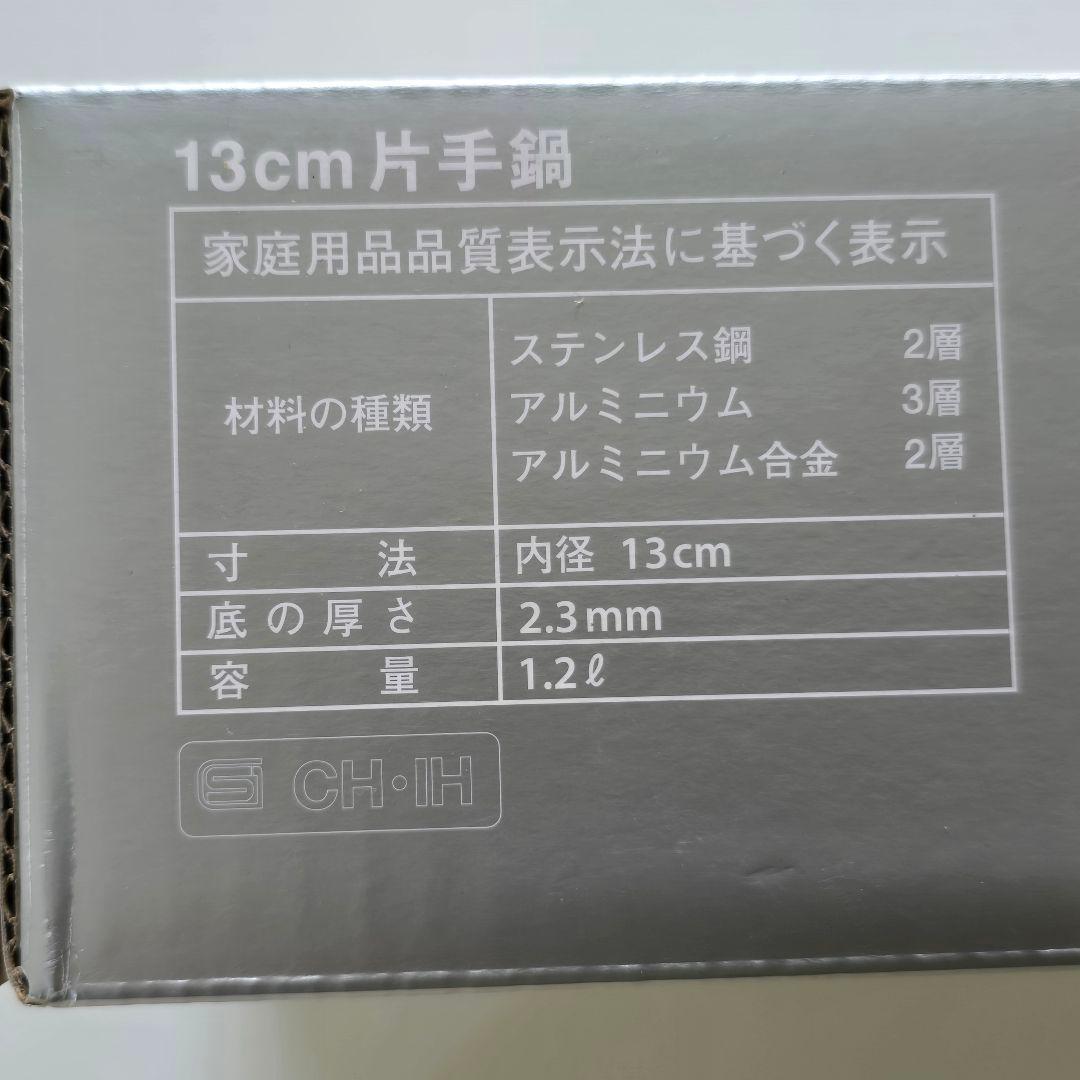 13cm片手鍋
家庭用品品質表示法に基づく表示
材料の種類
ステンレス鋼 2層
アルミニウム 3層
アルミニウム合金 2層
寸法 内径 13cm
底の厚さ 2.3mm
容量 1.2ℓ
SG CH・IH